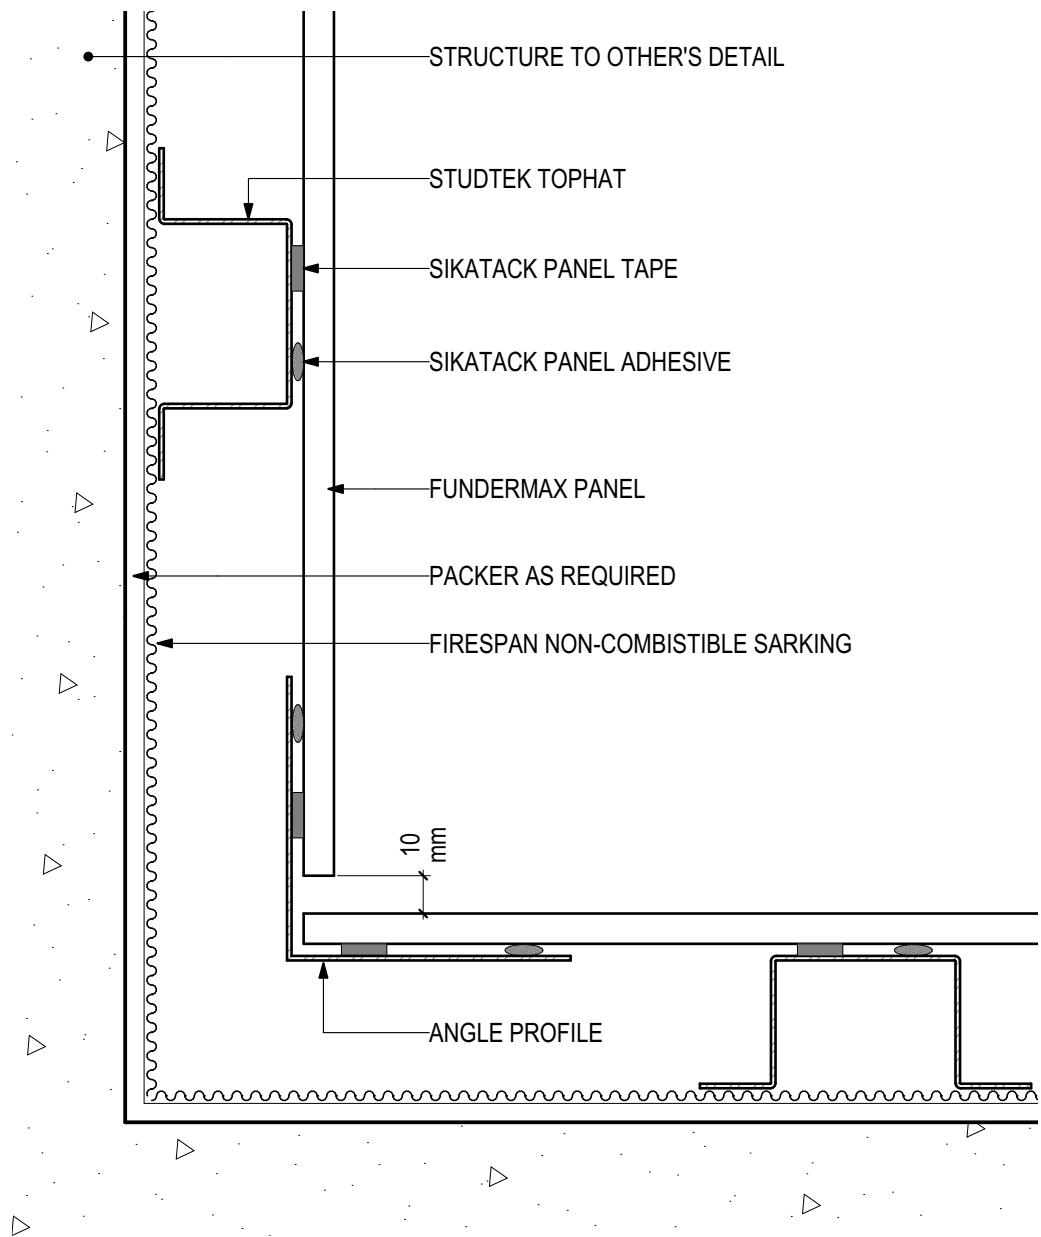 STRUCTURE TO OTHER'S DETAIL
STUDTEK TOPHAT
SIKATACK PANEL TAPE
SIKATACK PANEL ADHESIVE
FUNDERMAX PANEL
PACKER AS REQUIRED
FIRESPAN NON-COMBISTIBLE SARKING
10
mm
ANGLE PROFILE